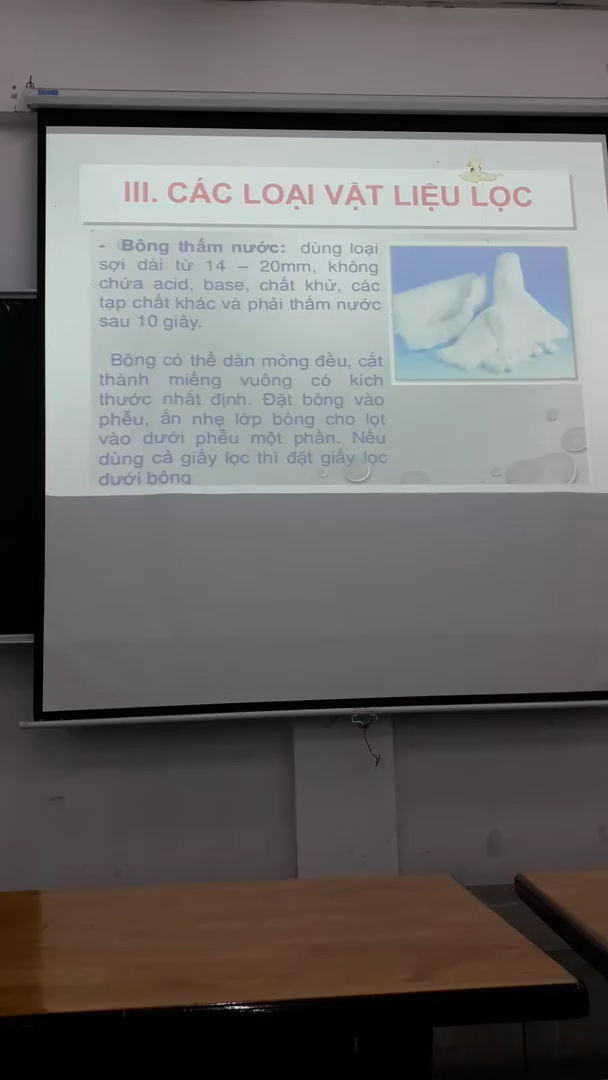 III. CÁC LOẠI VẬT LIỆU LỌC
- Bông thấm nước: dùng loại
sợi dài từ 14 – 20mm, không
chứa acid, base, chất khử, các
tạp chất khác và phải thấm nước
sau 10 giây.
Bông có thể dàn mỏng đều, cắt
thành miếng vuông có kích
thước nhất định. Đặt bông vào
phễu, ấn nhẹ lớp bông cho lọt
vào dưới phễu một phần. Nếu
dùng cả giấy lọc thì đặt giấy lọc
dưới bông